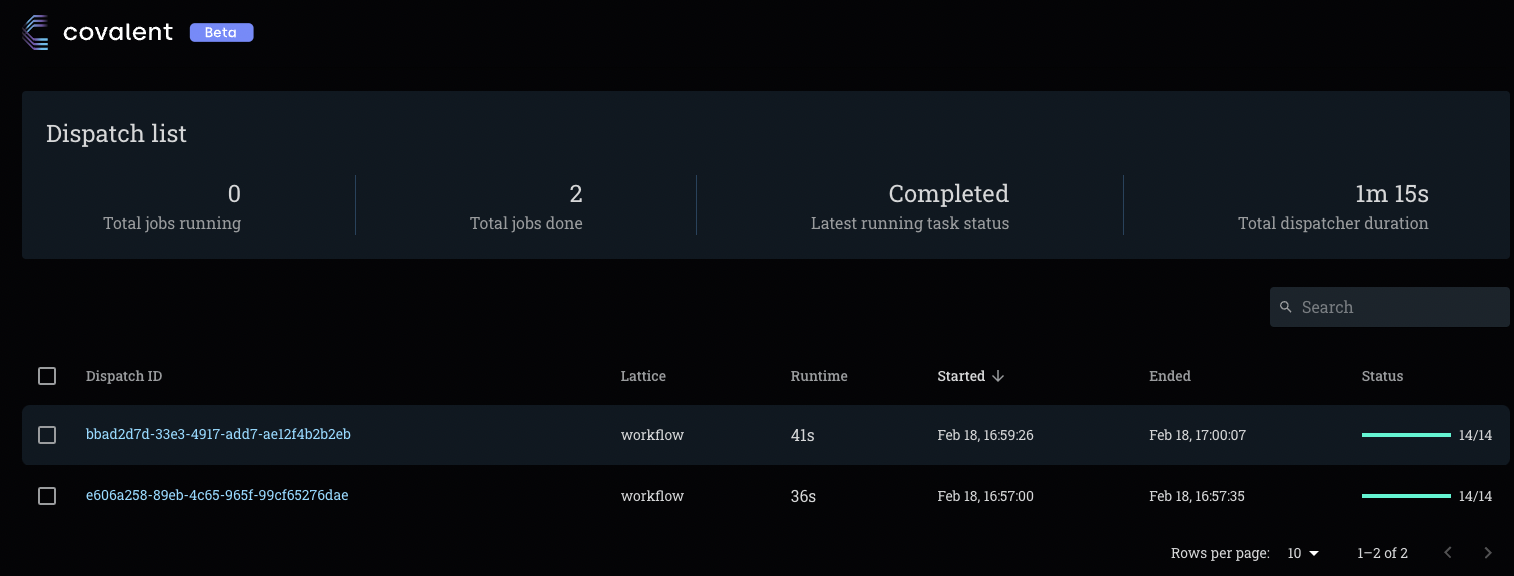 covalent Beta
Dispatch list
0 2 Completed 1m 15s
Total jobs running Total jobs done Latest running task status Total dispatcher duration
Search
Dispatch ID Lattice Runtime Started Ended Status
bbad2d7d-33e3-4917-add7-ae12f4b2b2eb workflow 41s Feb 18, 16:59:26 Feb 18, 17:00:07 14/14
e606a258-89eb-4c65-965f-99cf65276dae workflow 36s Feb 18, 16:57:00 Feb 18, 16:57:35 14/14
Rows per page: 10 1–2 of 2